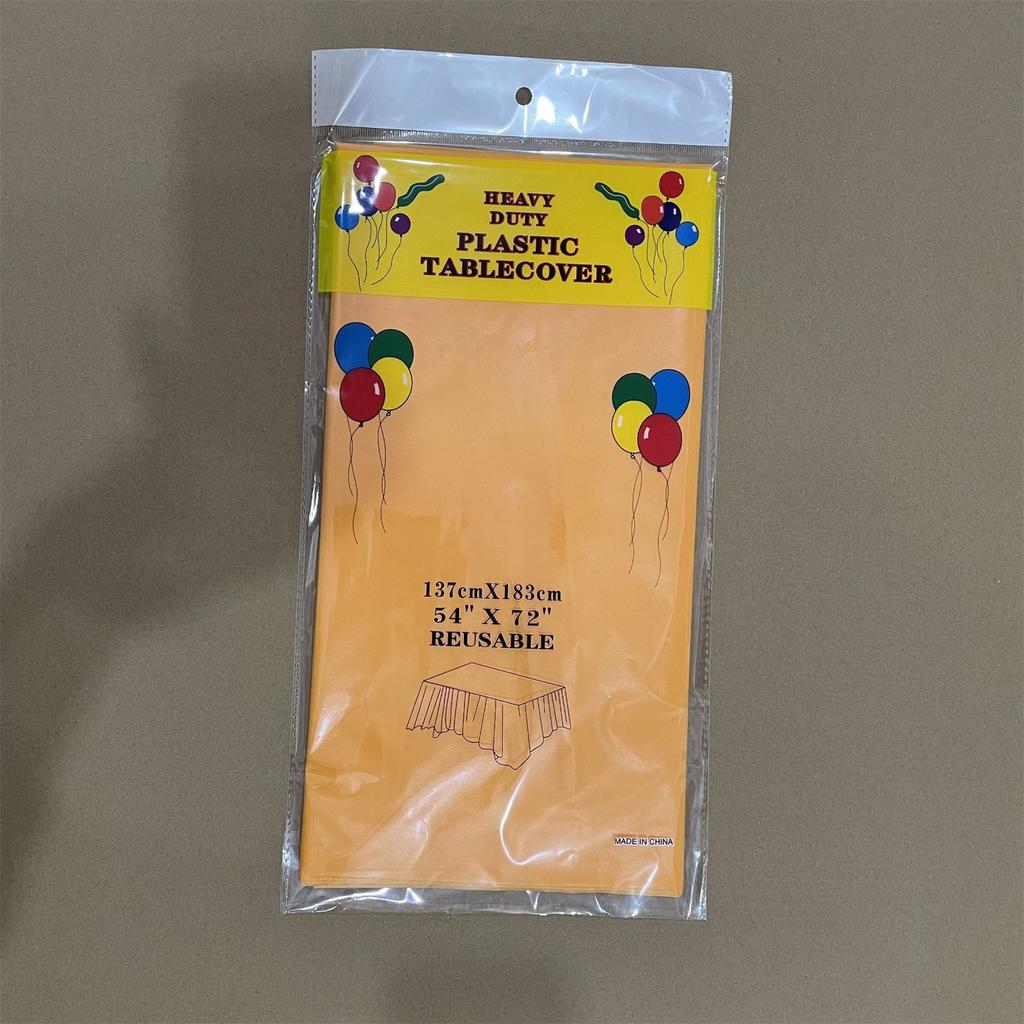 HEAVY
DUTY
PLASTIC
TABLECOVER
137cmX183cm
54" X 72"
REUSABLE
MADE IN CHINA